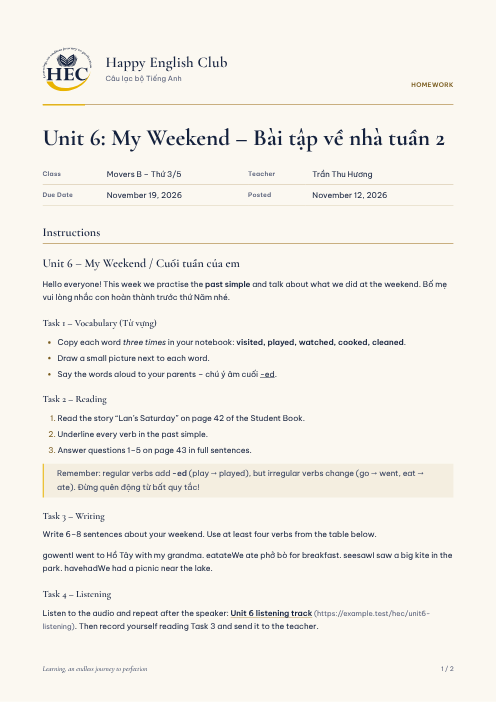 Learning, an endless journey to perfection
HEC
Happy English Club
Câu lạc bộ Tiếng Anh
HOMEWORK
Unit 6: My Weekend – Bài tập về nhà tuần 2
Class Movers B – Thứ 3/5 Teacher Trần Thu Hương
Due Date November 19, 2026 Posted November 12, 2026
Instructions
Unit 6 – My Weekend / Cuối tuần của em
Hello everyone! This week we practise the past simple and talk about what we did at the weekend. Bố mẹ
vui lòng nhắc con hoàn thành trước thứ Năm nhé.
Task 1 – Vocabulary (Từ vựng)
• Copy each word three times in your notebook: visited, played, watched, cooked, cleaned.
• Draw a small picture next to each word.
• Say the words aloud to your parents – chú ý âm cuối -ed.
Task 2 – Reading
1. Read the story “Lan’s Saturday” on page 42 of the Student Book.
2. Underline every verb in the past simple.
3. Answer questions 1–5 on page 43 in full sentences.
Remember: regular verbs add -ed (play → played), but irregular verbs change (go → went, eat →
ate). Đừng quên động từ bất quy tắc!
Task 3 – Writing
Write 6–8 sentences about your weekend. Use at least four verbs from the table below.
gowentI went to Hồ Tây with my grandma. eatateWe ate phở bò for breakfast. seesawI saw a big kite in the
park. havehadWe had a picnic near the lake.
Task 4 – Listening
Listen to the audio and repeat after the speaker: Unit 6 listening track (https://example.test/hec/unit6-
listening). Then record yourself reading Task 3 and send it to the teacher.
Learning, an endless journey to perfection 1 / 2